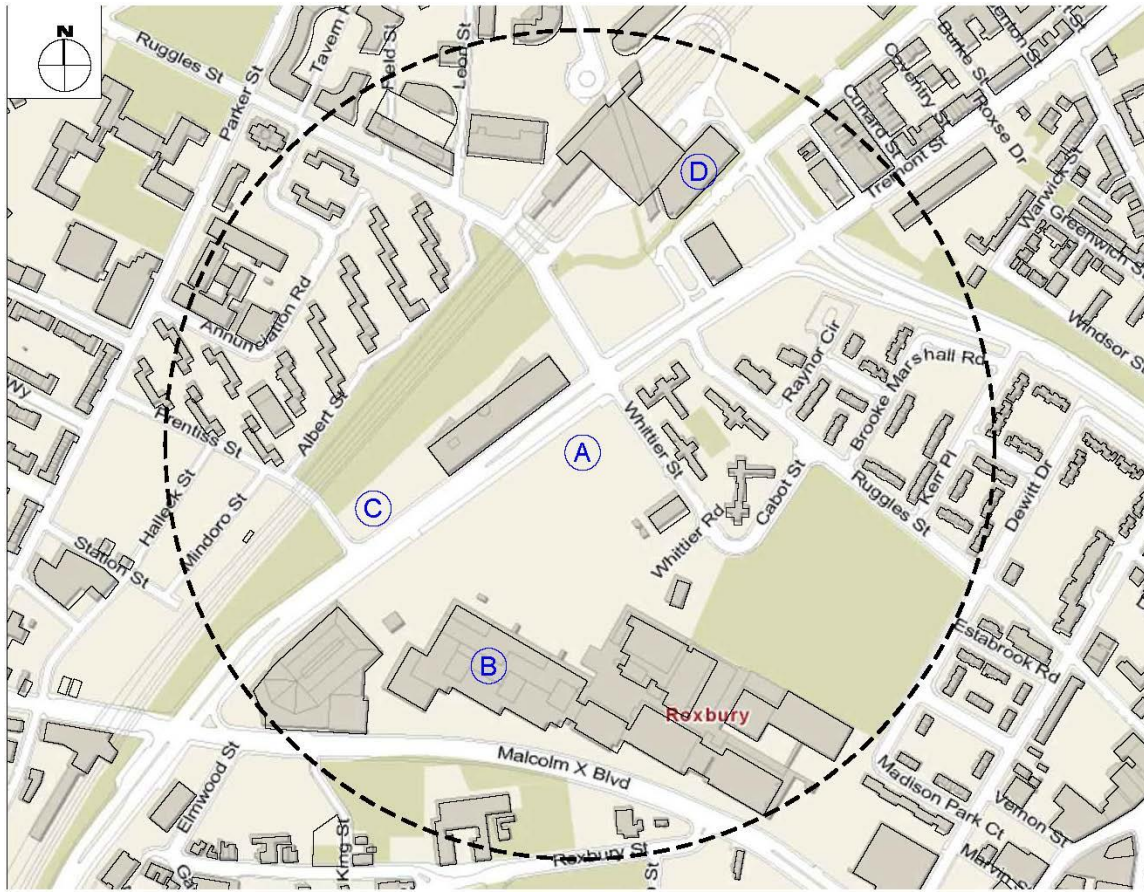 N
Ruggles St
Parker St
Field St
Leon St
Burke St
Coventry St
Cunard St
Roxse Dr
Tremont St
Warwick St
Greenwich St
Windsor St
D
Annunciation Rd
Albert St
Prentiss St
Halleck St
Mindoro St
Station St
A
C
Whittier St
Raynor Cir
Brooke Marshall Rd
Kerr Pl
Dewitt Dr
Ruggles St
Cabot St
Whittier Rd
Estabrook Rd
B
Roxbury
Malcolm X Blvd
Elmwood St
King St
Roxbury St
Madison Park Ct
Vernon St
Marvin St